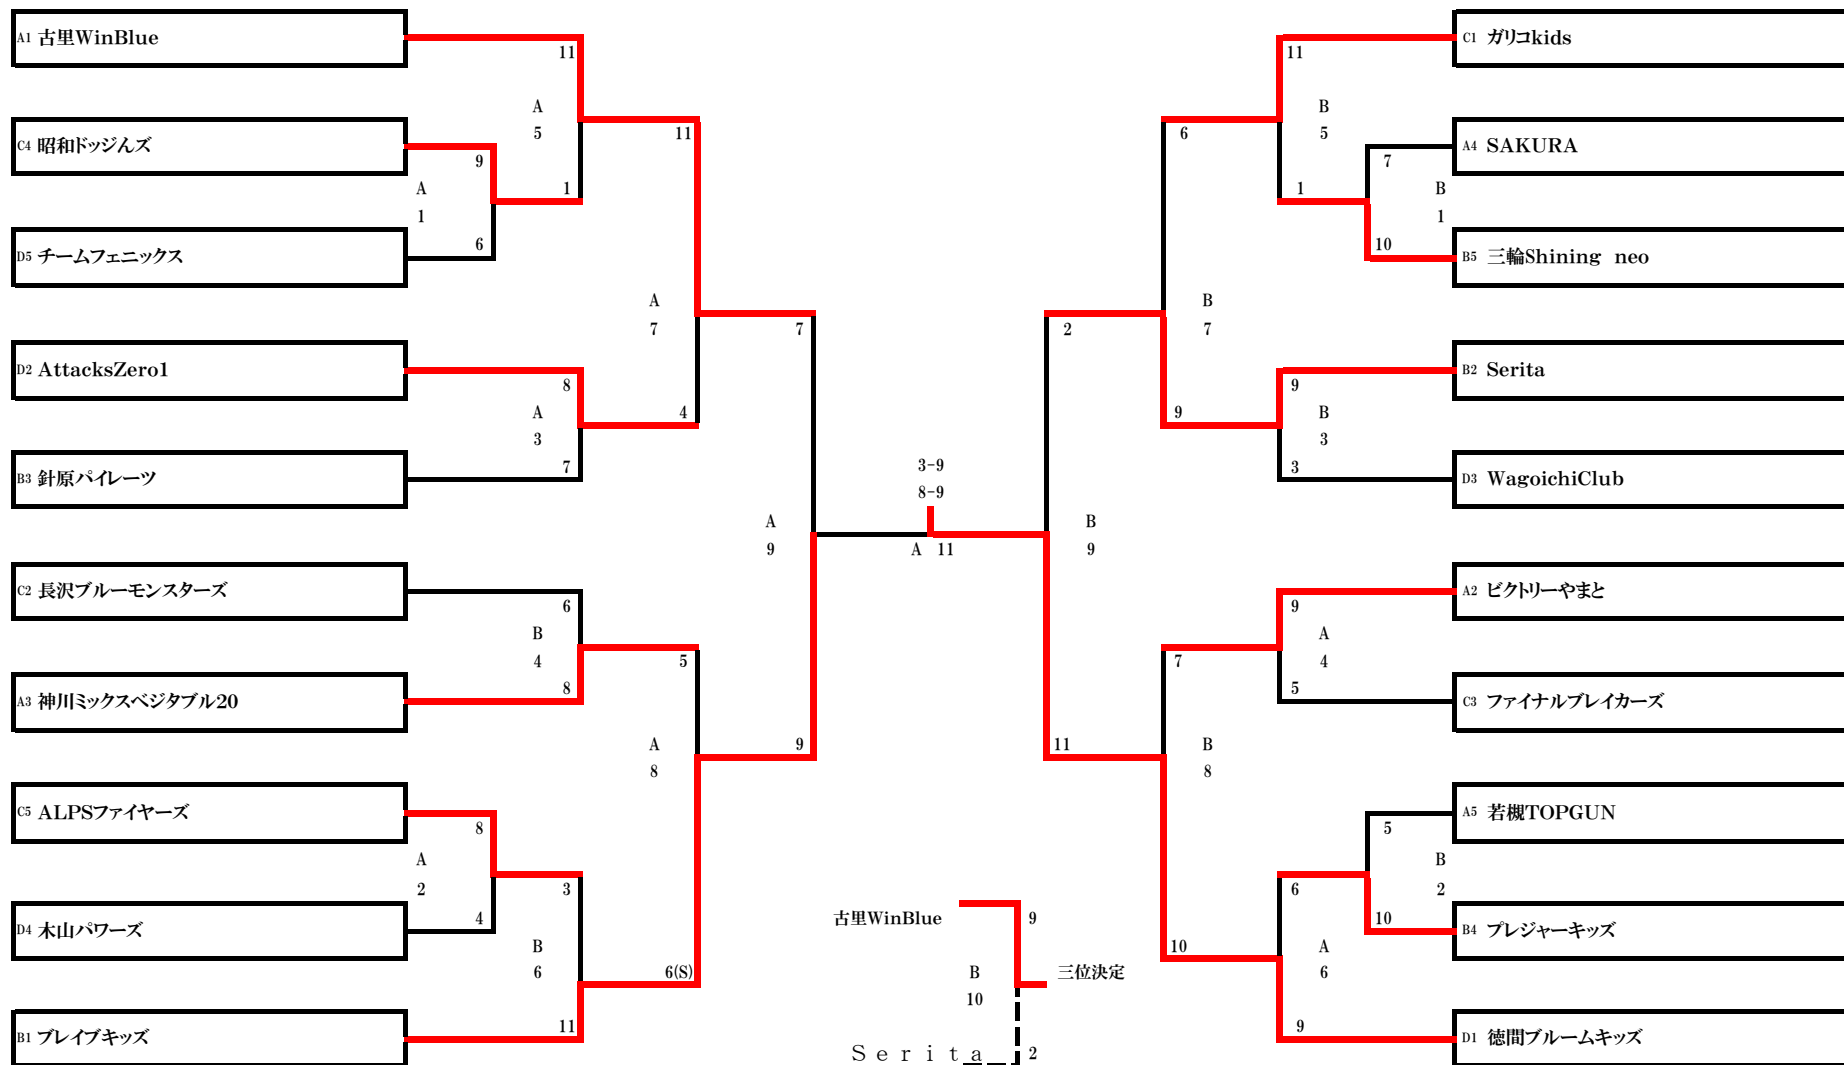 A1 古里WinBlue
11
A
5
11
C4 昭和ドッジんズ
9
A
1
1
D5 チームフェニックス
6
A
7
7
D2 AttacksZero1
8
A
3
4
B3 針原パイレーツ
7
A
9
C2 長沢ブルーモンスターズ
6
B
4
5
A3 神川ミックスベジタブル20
8
A
8
9
C5 ALPSファイヤーズ
8
A
2
3
D4 木山パワーズ
4
B
6
6(S)
B1 ブレイブキッズ
11
3-9
8-9
A 11
古里WinBlue
9
B
10
三位決定
Ｓｅｒｉｔａ
2
C1 ガリコkids
11
B
5
6
A4 SAKURA
7
B
1
1
B5 三輪Shining neo
10
B
7
2
B2 Serita
9
B
3
9
D3 WagoichiClub
3
B
9
A2 ビクトリーやまと
9
A
4
7
C3 ファイナルブレイカーズ
5
B
8
11
A5 若槻TOPGUN
5
B
2
6
B4 プレジャーキッズ
10
A
6
10
D1 徳間ブルームキッズ
9